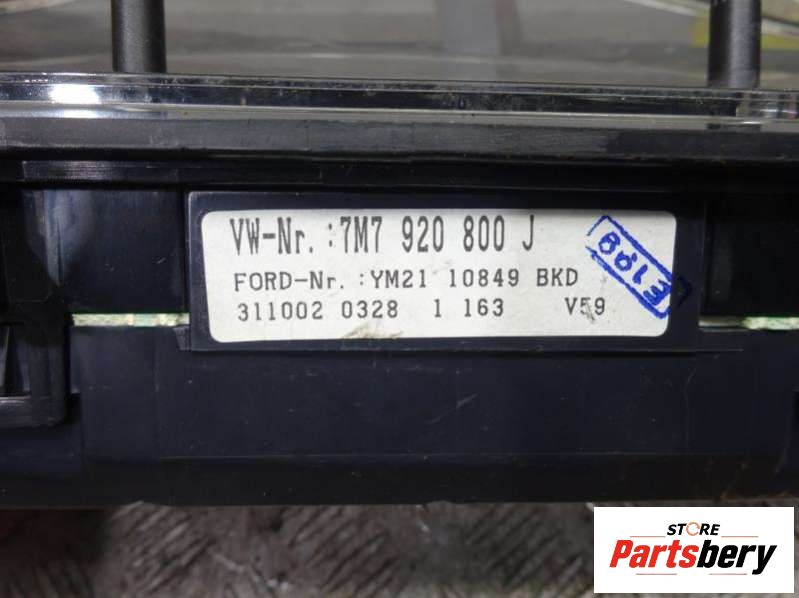 VW-Nr. :7M7 920 800 J
FORD-Nr. :YM21 10849 BKD
311002 0328 1 163 V59
STORE
Partsbery